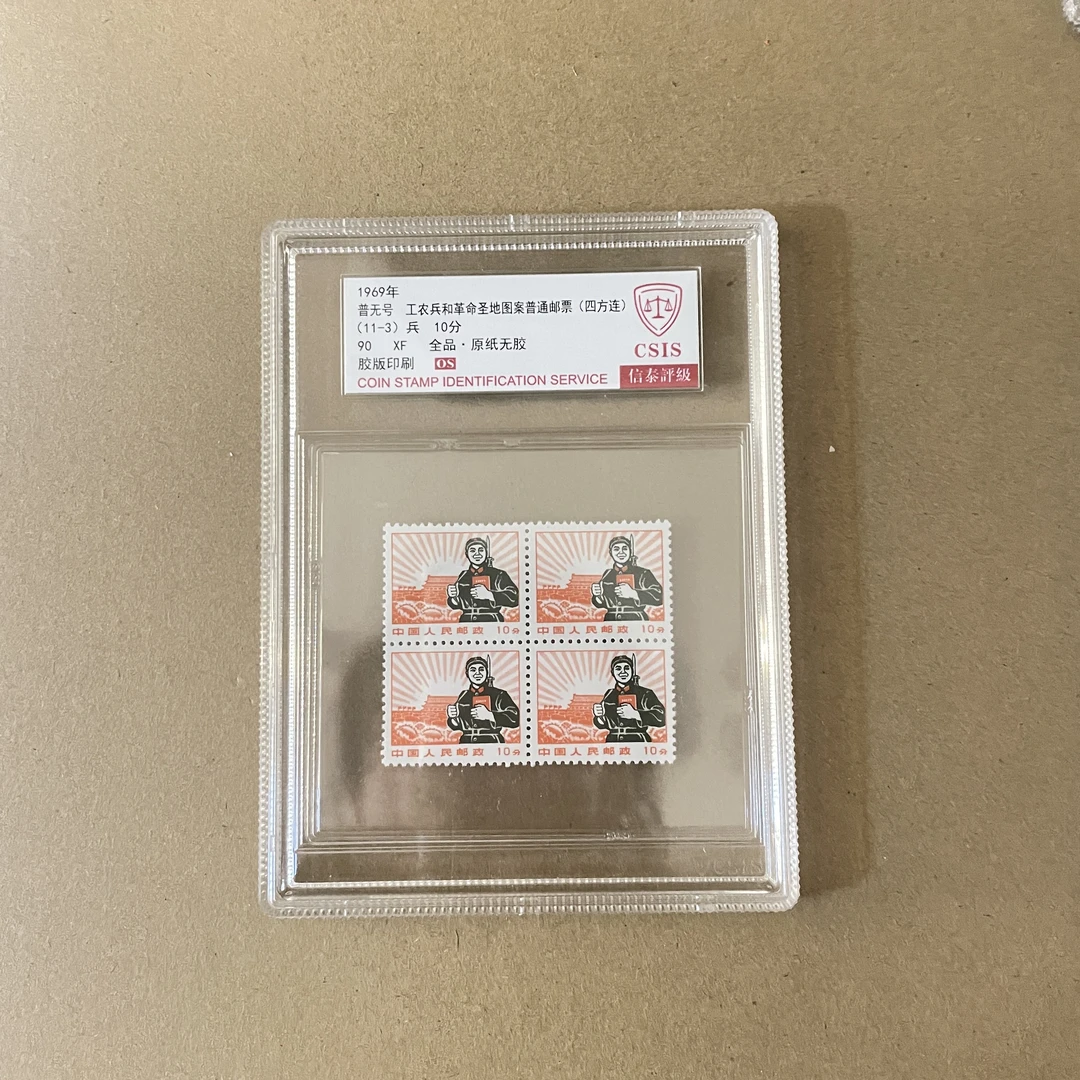 1969年
普无号 工农兵和革命圣地图案普通邮票（四方连）
(11-3) 兵 10分
90 XF 全品·原纸无胶
胶版印刷 OS
COIN STAMP IDENTIFICATION SERVICE
CSIS
信泰評級
中国人民邮政 10分
中国人民邮政 10分
中国人民邮政 10分
中国人民邮政 10分